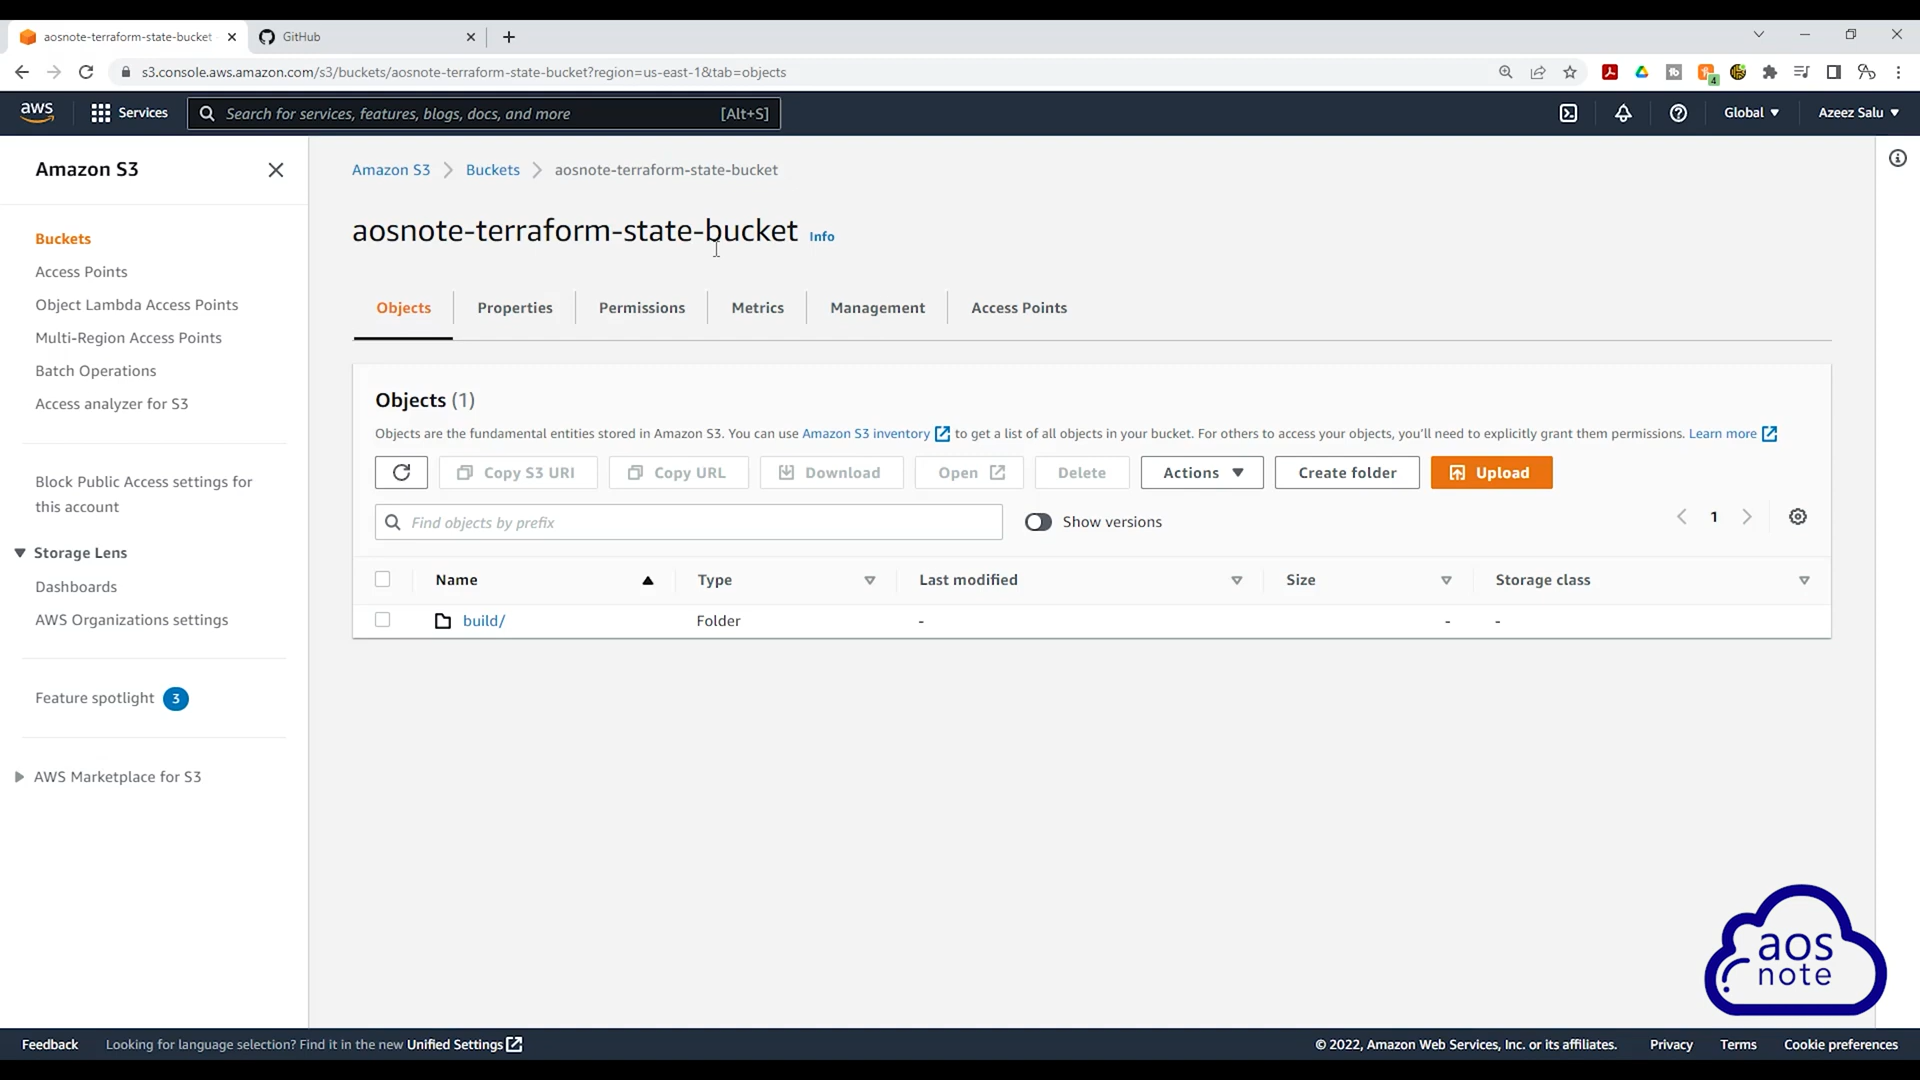 aosnote-terraform-state-bucket
GitHub
s3.console.aws.amazon.com/s3/buckets/aosnote-terraform-state-bucket?region=us-east-1&tab=objects
4
aws
Services
Search for services, features, blogs, docs, and more
[Alt+S]
Global
Azeez Salu
Amazon S3
Buckets
Access Points
Object Lambda Access Points
Multi-Region Access Points
Batch Operations
Access analyzer for S3
Block Public Access settings for
this account
Storage Lens
Dashboards
AWS Organizations settings
Feature spotlight 3
AWS Marketplace for S3
Amazon S3 Buckets aosnote-terraform-state-bucket
aosnote-terraform-state-bucket Info
Objects Properties Permissions Metrics Management Access Points
Objects (1)
Objects are the fundamental entities stored in Amazon S3. You can use Amazon S3 inventory to get a list of all objects in your bucket. For others to access your objects, you'll need to explicitly grant them permissions. Learn more
Copy S3 URI Copy URL Download Open Delete Actions Create folder Upload
Find objects by prefix
Show versions
1
Name Type Last modified Size Storage class
build/ Folder - - -
aos
note
Feedback Looking for language selection? Find it in the new Unified Settings
© 2022, Amazon Web Services, Inc. or its affiliates. Privacy Terms Cookie preferences